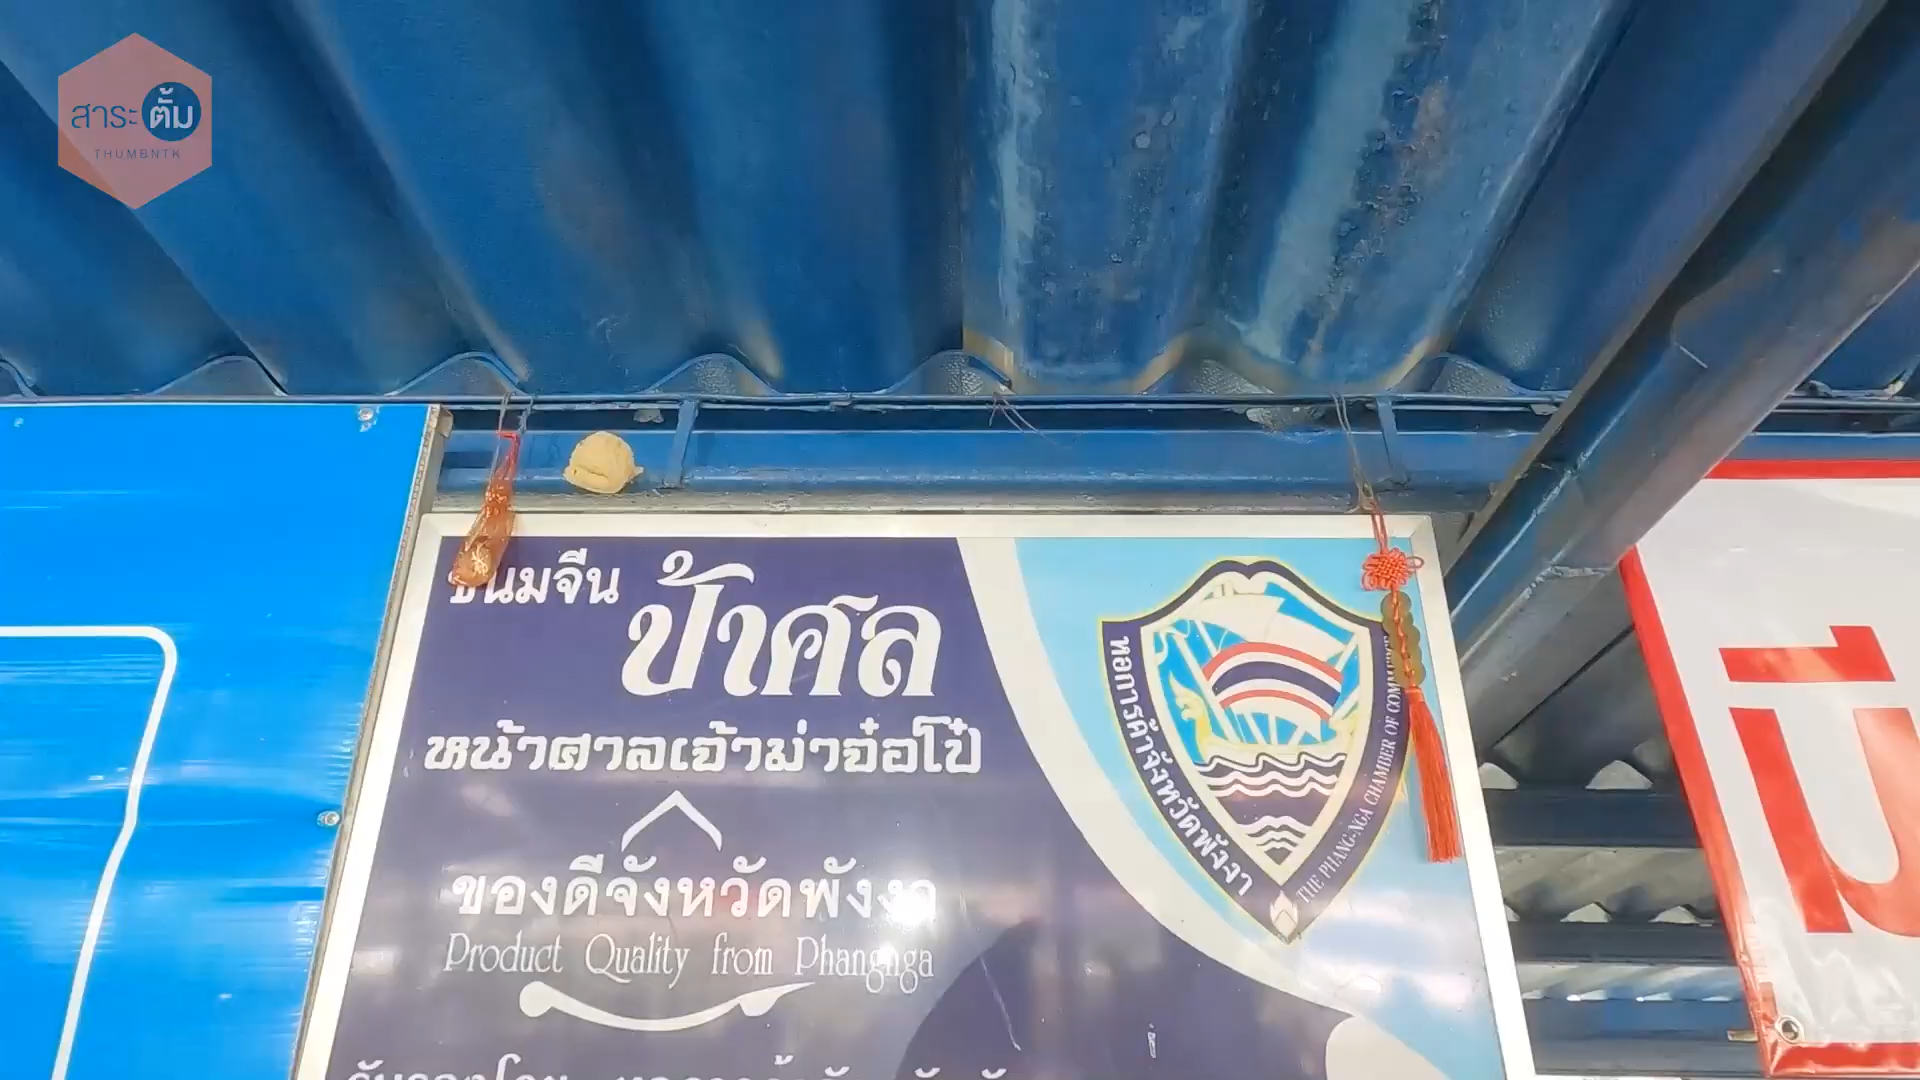 สาระ ตั้ม
THUMBNTK
ขนมจีน ป้าศล
หน้าศาลเจ้าม่าจ๋อโป๋
ของดีจังหวัดพังงา
Product Quality from Phangnga
หอการค้าจังหวัดพังงา
THE PHANG-NGA CHAMBER OF COMMERCE